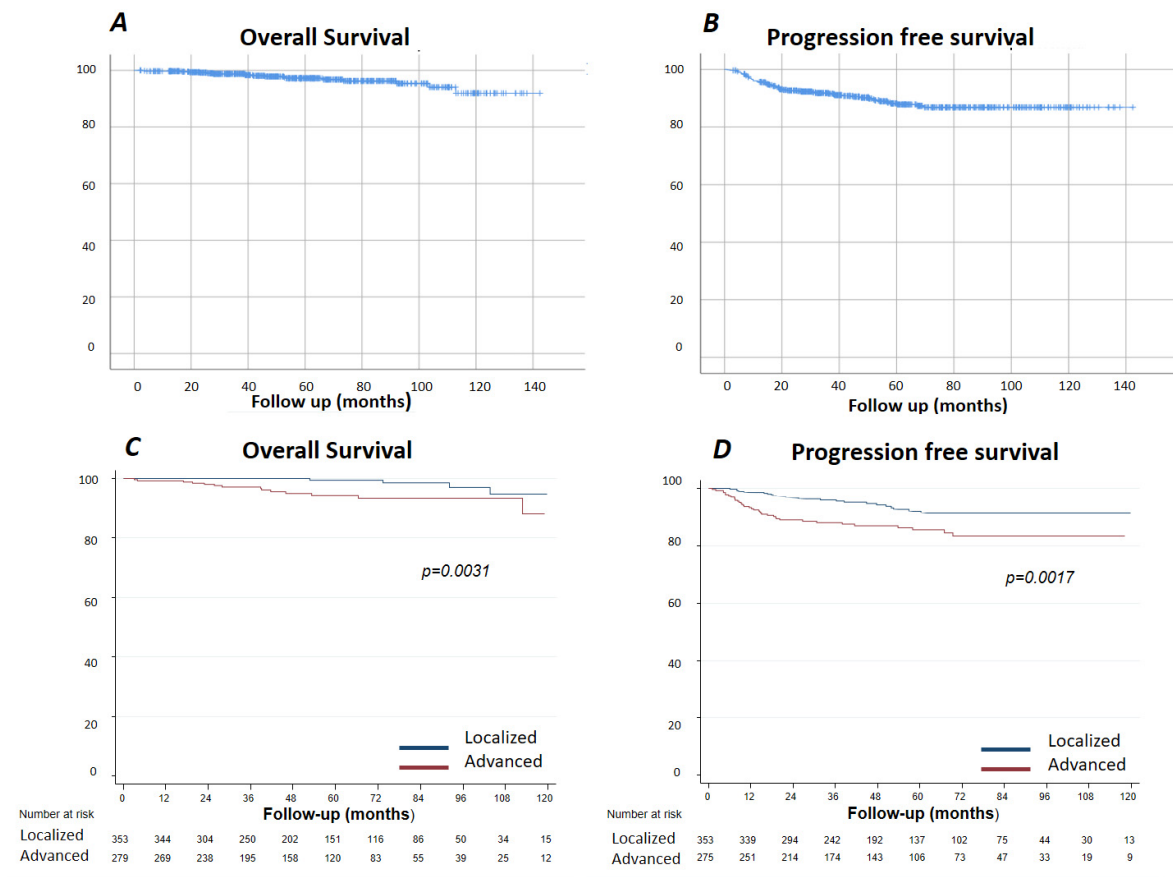 A
Overall Survival
100
80
60
40
20
0
0 20 40 60 80 100 120 140
Follow up (months)
B
Progression free survival
100
80
60
40
20
0
0 20 40 60 80 100 120 140
Follow up (months)
C
Overall Survival
100
80
60
40
20
0
p=0.0031
Localized
Advanced
0 12 24 36 48 60 72 84 96 108 120
Follow-up (months)
Number at risk
Localized 353 344 304 250 202 151 116 86 50 34 15
Advanced 279 269 238 195 158 120 83 55 39 25 12
D
Progression free survival
100
80
60
40
20
0
p=0.0017
Localized
Advanced
0 12 24 36 48 60 72 84 96 108 120
Follow-up (months)
Number at risk
Localized 353 339 294 242 192 137 102 75 44 30 13
Advanced 275 251 214 174 143 106 73 47 33 19 9